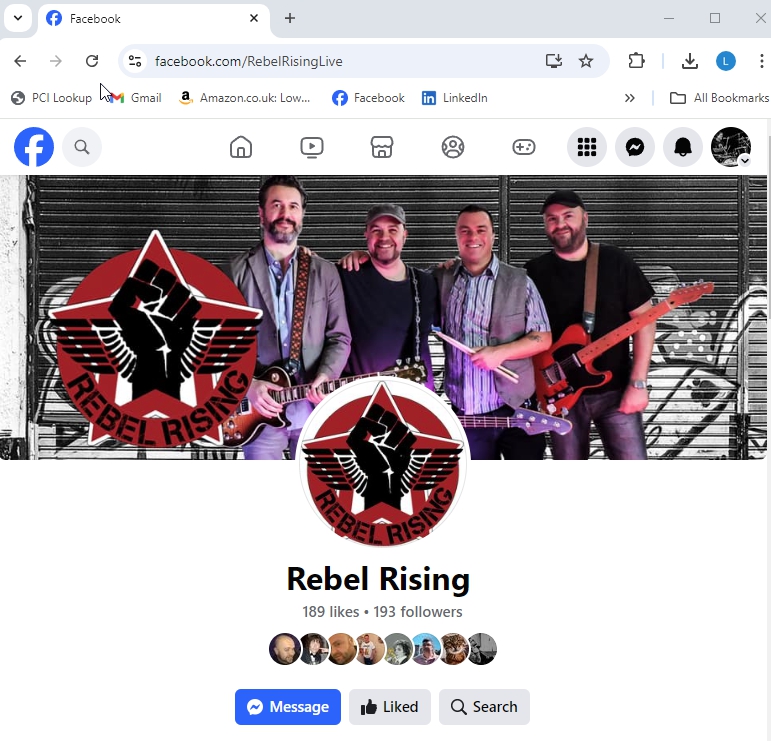 Facebook
facebook.com/RebelRisingLive
PCI Lookup
Gmail
Amazon.co.uk: Low...
Facebook
LinkedIn
All Bookmarks
L
REBEL RISING
REBEL RISING
Rebel Rising
189 likes • 193 followers
Message
Liked
Search